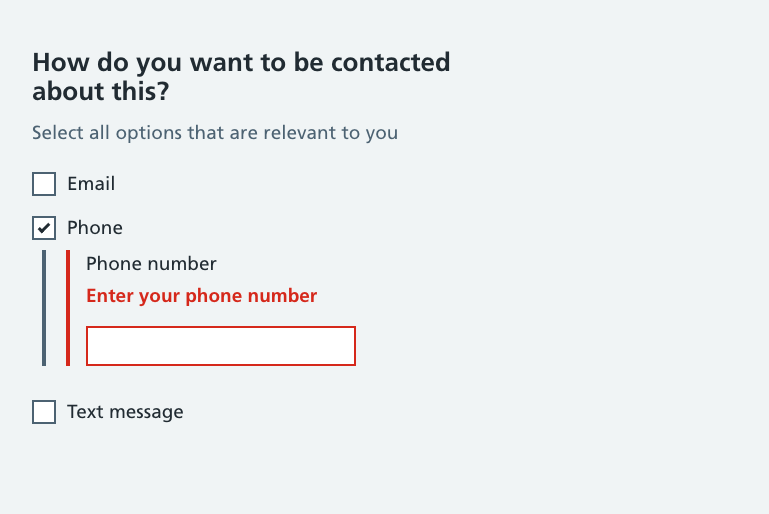 How do you want to be contacted
about this?
Select all options that are relevant to you
Email
Phone
Phone number
Enter your phone number
Text message